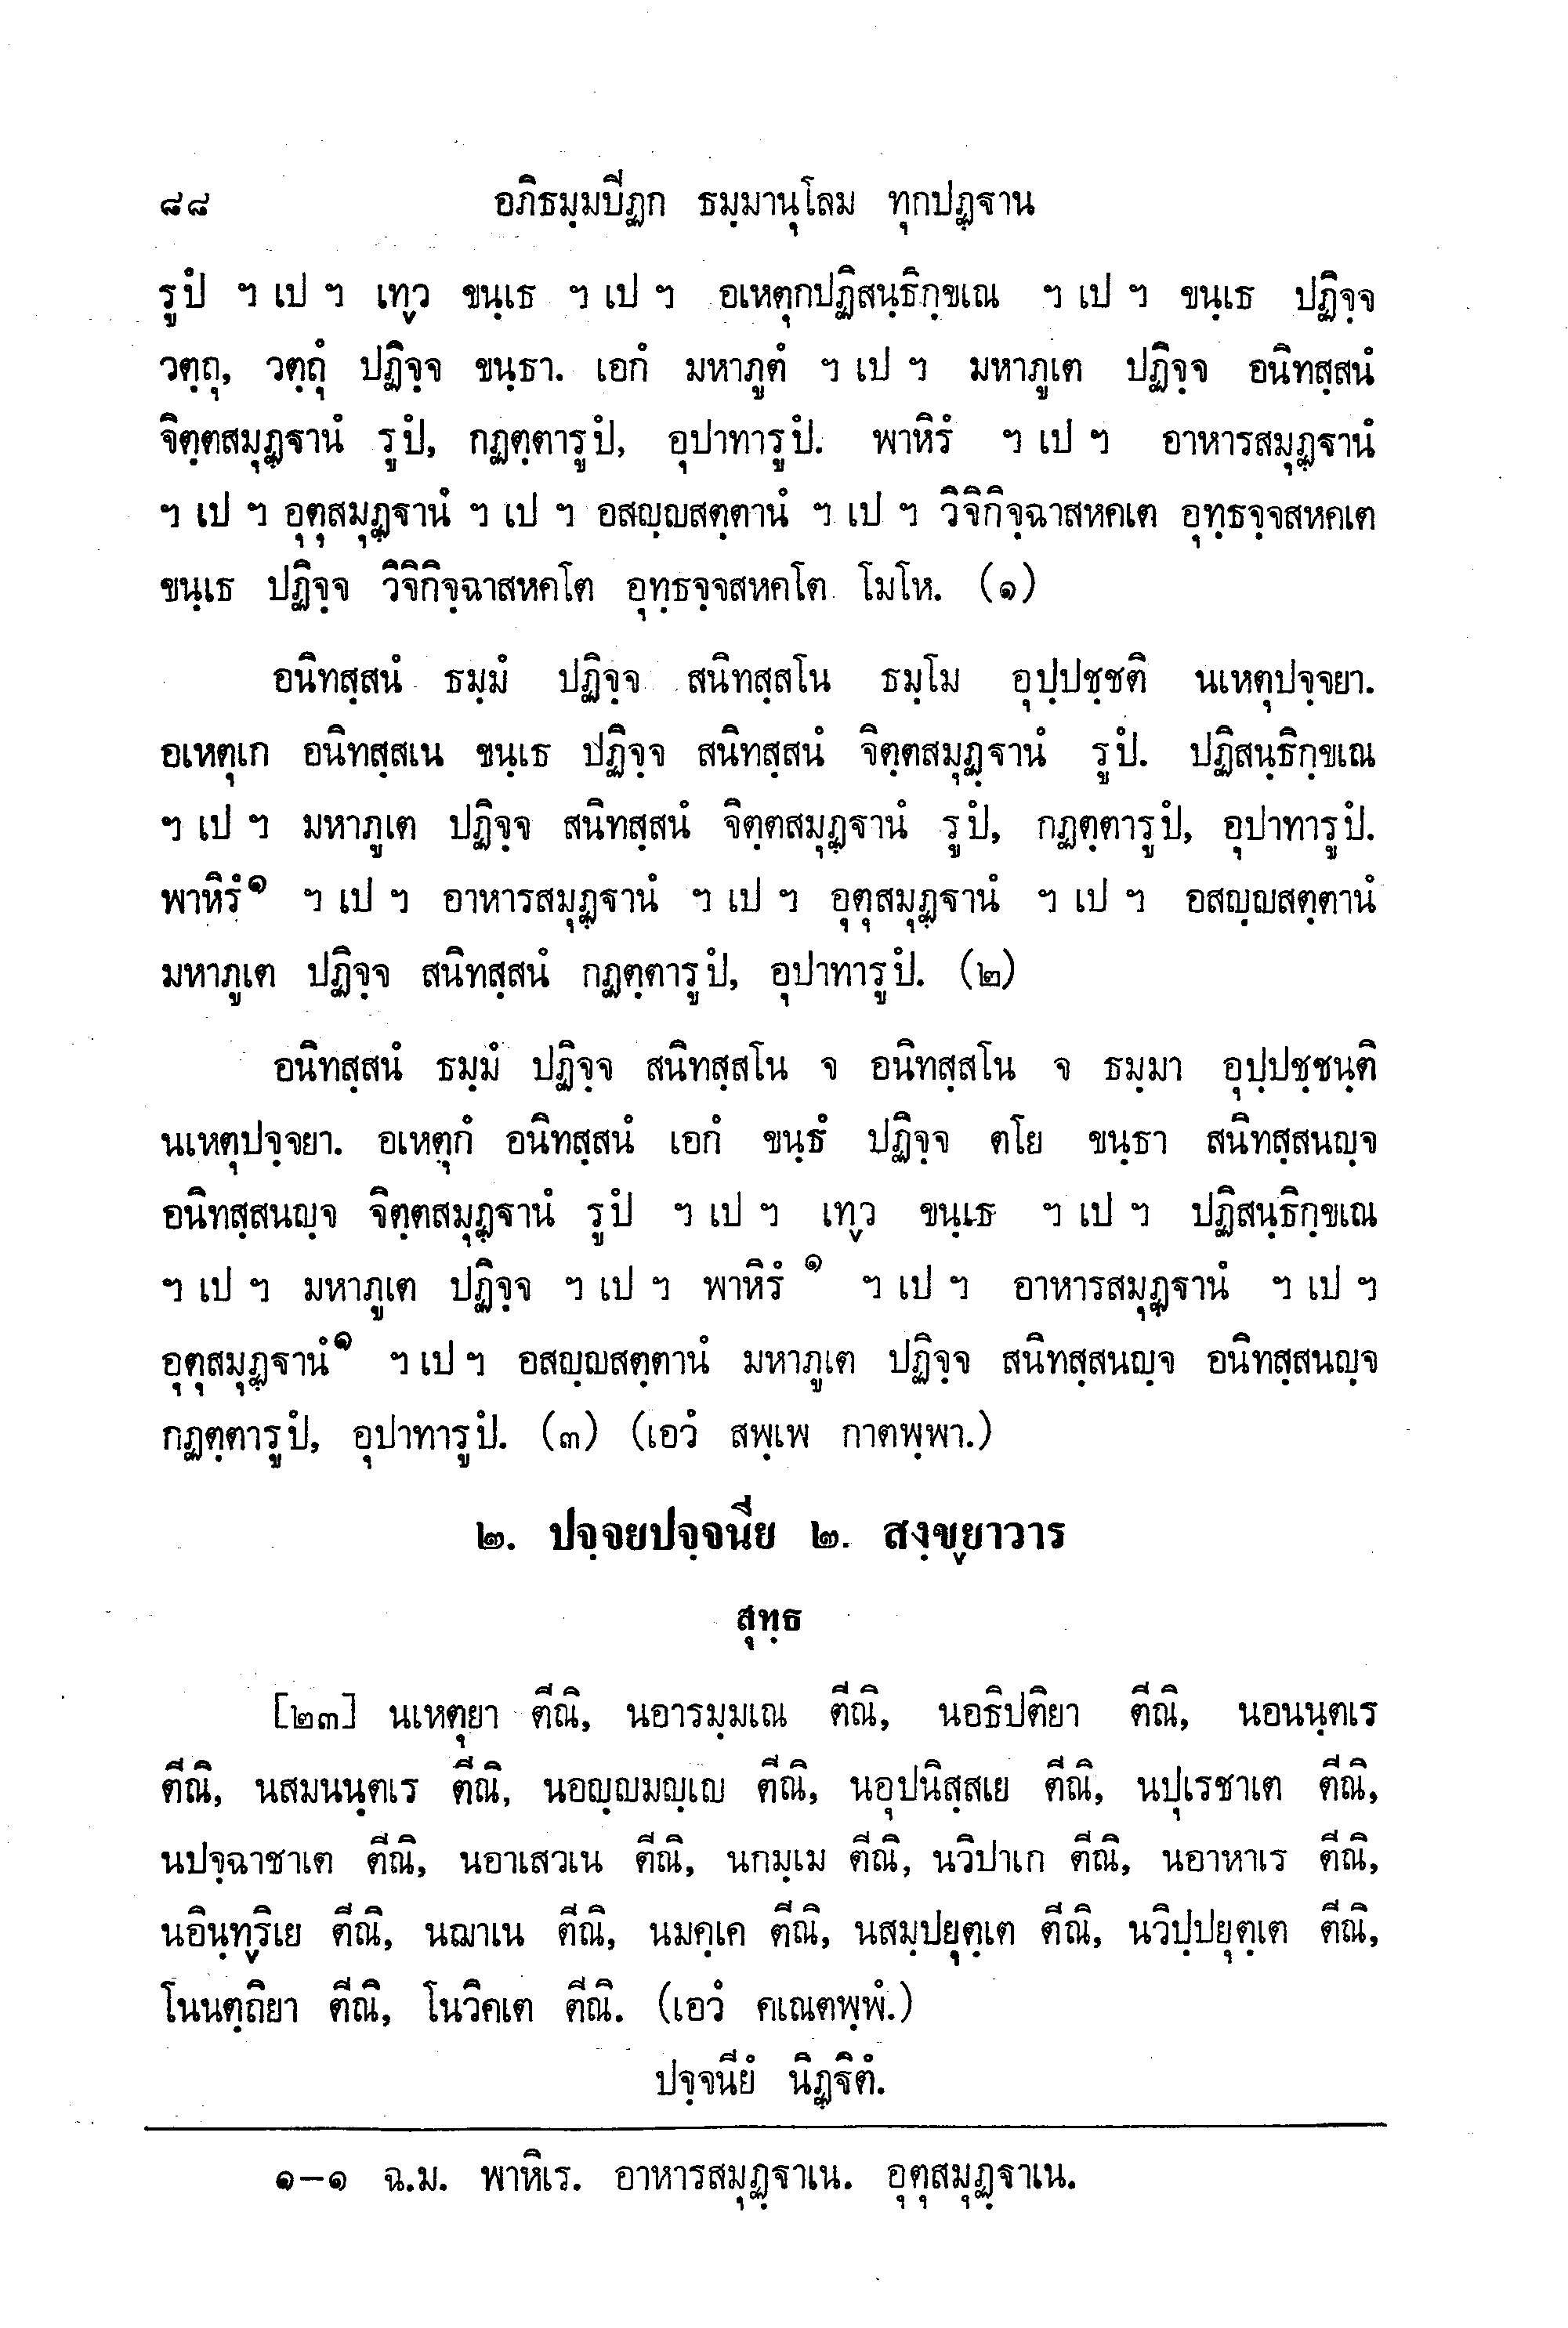 ๘๘ อภิธมฺมปีฏก ธมฺมานุโลม ทุกปฏฺฐาน
รูปํ ฯ เป ฯ เทฺว ขนฺเธ ฯ เป ฯ อเหตุกปฏิสนฺธิกฺขเณ ฯ เป ฯ ขนฺเธ ปฏิจฺจ
วตฺถุ, วตฺถุํ ปฏิจฺจ ขนฺธา. เอกํ มหาภูตํ ฯ เป ฯ มหาภูเต ปฏิจฺจ อนิทสฺสนํ
จิตฺตสมุฏฺฐานํ รูปํ, กฏตฺตารูปํ, อุปาทารูปํ. พาหิรํ ฯ เป ฯ อาหารสมุฏฺฐานํ
ฯ เป ฯ อุตุสมุฏฺฐานํ ฯ เป ฯ อสญฺญสตฺตานํ ฯ เป ฯ วิจิกิจฺฉาสหคเต อุทฺธจฺจสหคเต
ขนฺเธ ปฏิจฺจ วิจิกิจฺฉาสหคโต อุทฺธจฺจสหคโต โมโห. (๑)
อนิทสฺสนํ ธมฺมํ ปฏิจฺจ สนิทสฺสโน ธมฺโม อุปฺปชฺชติ นเหตุปจฺจยา.
อเหตุเก อนิทสฺสเน ขนฺเธ ปฏิจฺจ สนิทสฺสนํ จิตฺตสมุฏฺฐานํ รูปํ. ปฏิสนฺธิกฺขเณ
ฯ เป ฯ มหาภูเต ปฏิจฺจ สนิทสฺสนํ จิตฺตสมุฏฺฐานํ รูปํ, กฏตฺตารูปํ, อุปาทารูปํ.
พาหิรํ๑ ฯ เป ฯ อาหารสมุฏฺฐานํ ฯ เป ฯ อุตุสมุฏฺฐานํ ฯ เป ฯ อสญฺญสตฺตานํ
มหาภูเต ปฏิจฺจ สนิทสฺสนํ กฏตฺตารูปํ, อุปาทารูปํ. (๒)
อนิทสฺสนํ ธมฺมํ ปฏิจฺจ สนิทสฺสโน จ อนิทสฺสโน จ ธมฺมา อุปฺปชฺชนฺติ
นเหตุปจฺจยา. อเหตุกํ อนิทสฺสนํ เอกํ ขนฺธํ ปฏิจฺจ ตโย ขนฺธา สนิทสฺสนญฺจ
อนิทสฺสนญฺจ จิตฺตสมุฏฺฐานํ รูปํ ฯ เป ฯ เทฺว ขนฺเธ ฯ เป ฯ ปฏิสนฺธิกฺขเณ
ฯ เป ฯ มหาภูเต ปฏิจฺจ ฯ เป ฯ พาหิรํ ๑ ฯ เป ฯ อาหารสมุฏฺฐานํ ฯ เป ฯ
อุตุสมุฏฺฐานํ๑ ฯ เป ฯ อสญฺญสตฺตานํ มหาภูเต ปฏิจฺจ สนิทสฺสนญฺจ อนิทสฺสนญฺจ
กฏตฺตารูปํ, อุปาทารูปํ. (๓) (เอวํ สพฺเพ กาตพฺพา.)
๒. ปจฺจยปจฺจนีย ๒. สงฺขฺยาวาร
สุทฺธ
[๒๓] นเหตุยา ตีณิ, นอารมฺมเณ ตีณิ, นอธิปติยา ตีณิ, นอนนฺตเร
ตีณิ, นสมนนฺตเร ตีณิ, นอญฺญมญฺเญ ตีณิ, นอุปนิสฺสเย ตีณิ, นปุเรชาเต ตีณิ,
นปจฺฉาชาเต ตีณิ, นอาเสวเน ตีณิ, นกมฺเม ตีณิ, นวิปาเก ตีณิ, นอาหาเร ตีณิ,
นอินฺทฺริเย ตีณิ, นฌาเน ตีณิ, นมคฺเค ตีณิ, นสมฺปยุตฺเต ตีณิ, นวิปฺปยุตฺเต ตีณิ,
โนนตฺถิยา ตีณิ, โนวิคเต ตีณิ. (เอวํ คเณตพฺพํ.)
ปจฺจนียํ นิฏฺฐิตํ.
๑–๑ ฉ.ม. พาหิเร. อาหารสมุฏฺฐาเน. อุตุสมุฏฺฐาเน.